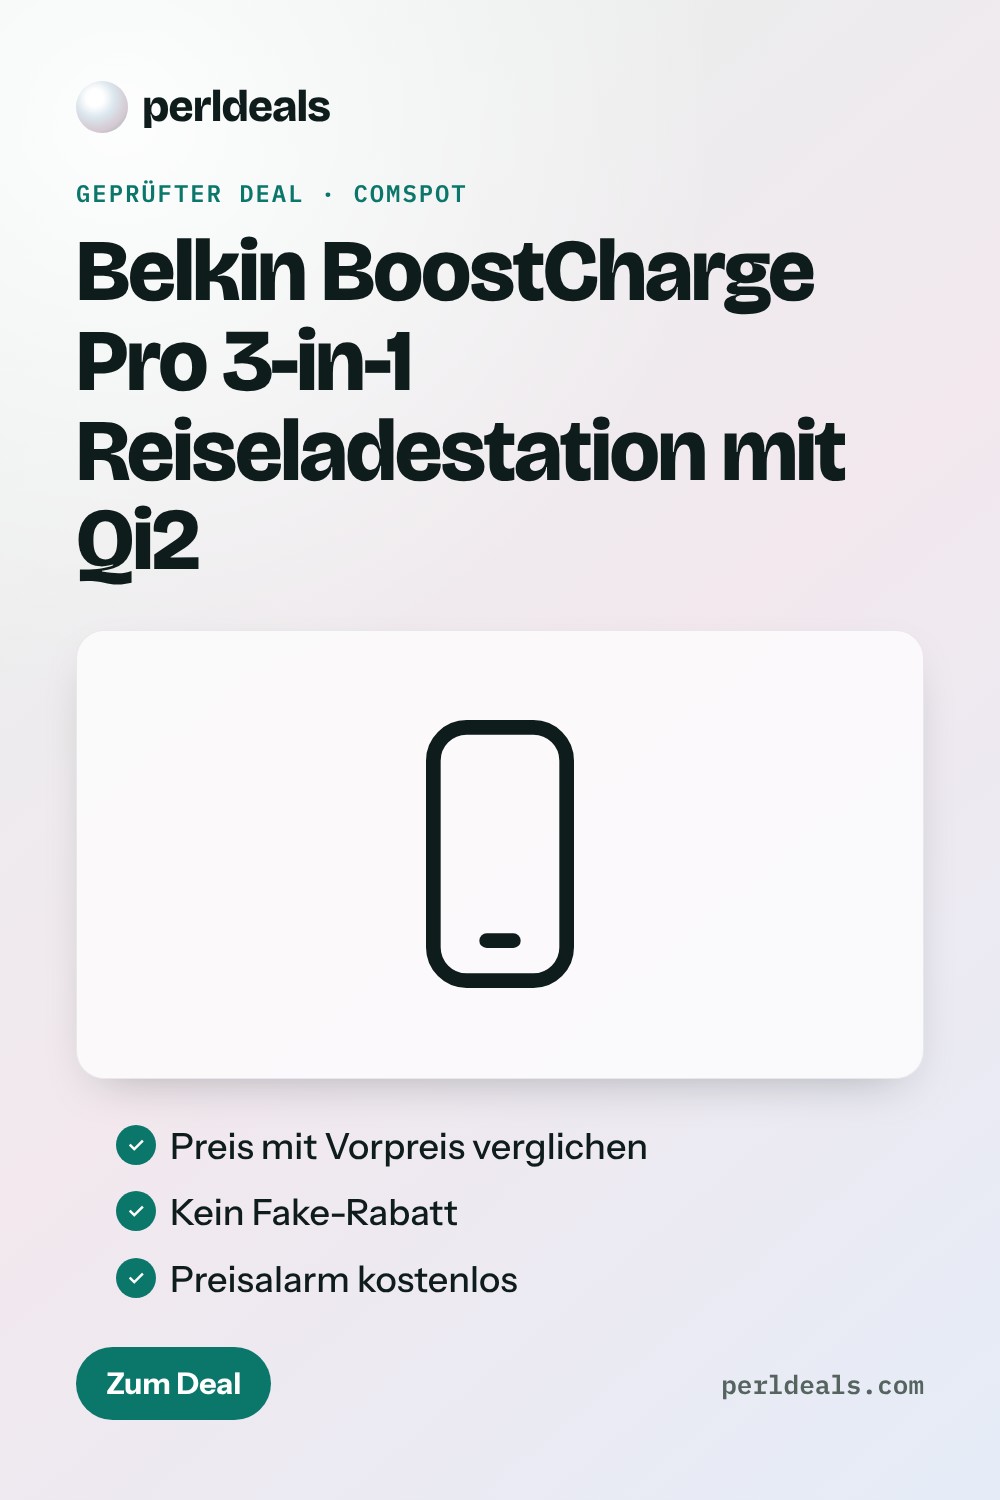 perldeals
GEPRÜFTER DEAL · COMSPOT
Belkin BoostCharge
Pro 3-in-1
Reiseladestation mit
Qi2
Preis mit Vorpreis verglichen
Kein Fake-Rabatt
Preisalarm kostenlos
Zum Deal
perldeals.com